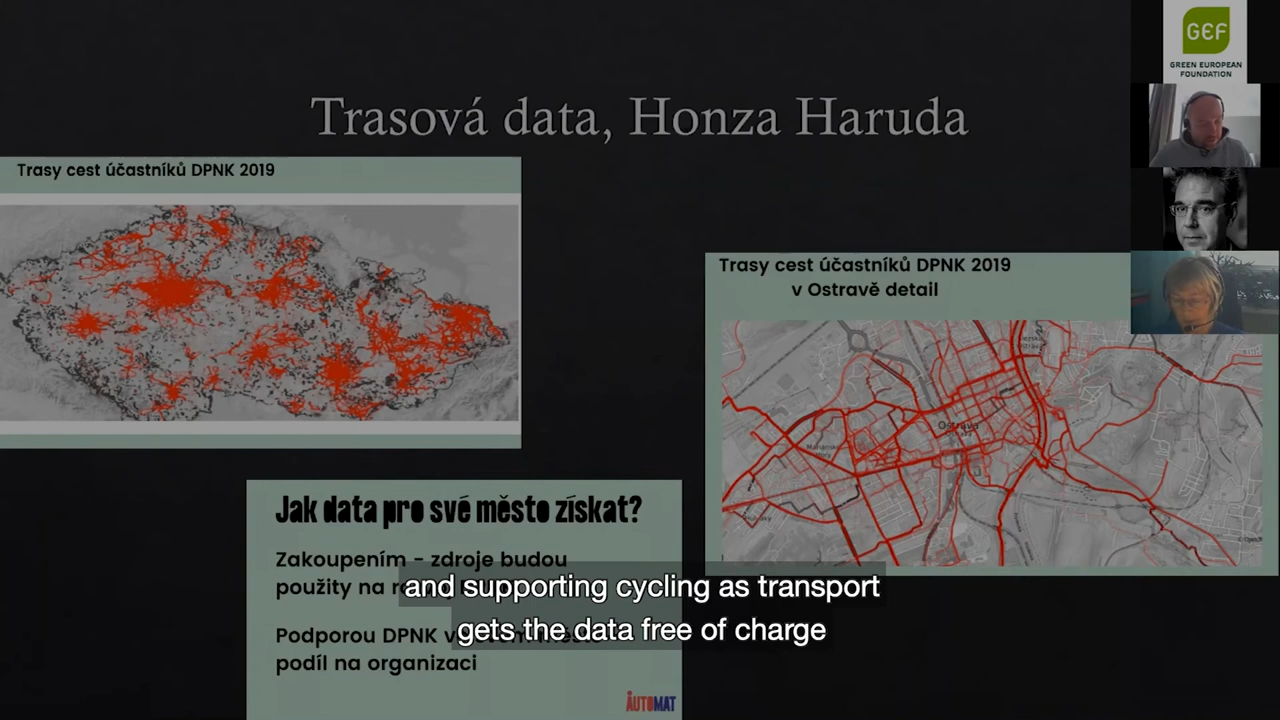 GEF
GREEN EUROPEAN
FOUNDATION
Trasová data, Honza Haruda
Trasy cest účastníků DPNK 2019
Trasy cest účastníků DPNK 2019
v Ostravě detail
Ostrava
Jak data pro své město získat?
Zakoupením - zdroje budou
použity na
Podporou DPNK
podíl na organizaci
and supporting cycling as transport
gets the data free of charge
AUTOMAT